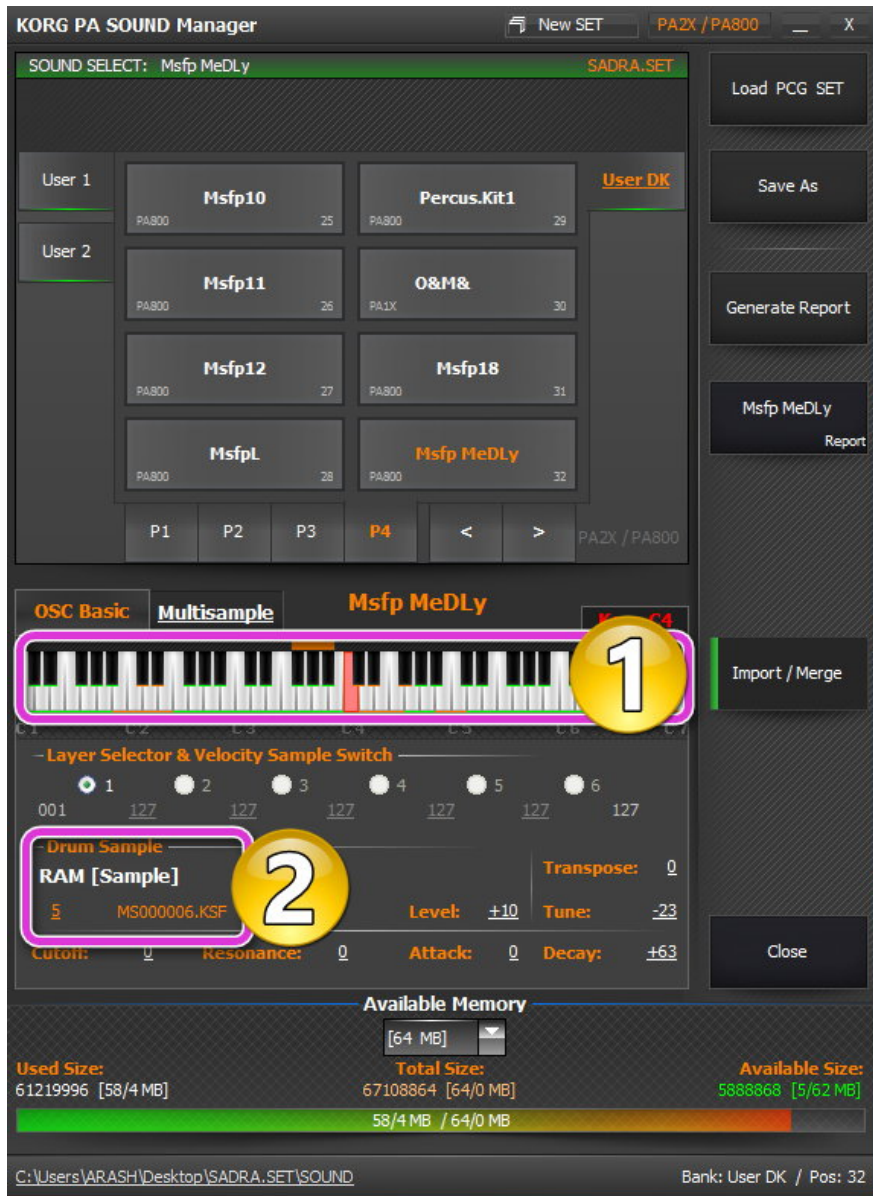 KORG PA SOUND Manager New SET PA2X / PA800 X
SOUND SELECT: Msfp MeDLy SADRA.SET
Load PCG SET
User 1
User 2
User DK
Msfp10
PA800 25
Percus.Kit1
PA800 29
Msfp11
PA800 26
O&M&
PA1X 30
Msfp12
PA800 27
Msfp18
PA800 31
MsfpL
PA800 28
Msfp MeDLy
PA800 32
P1 P2 P3 P4 < > PA2X / PA800
Save As
Generate Report
Msfp MeDLy
Report
Import / Merge
Close
OSC Basic Multisample Msfp MeDLy C4
1
C1 C2 C3 C4 C5 C6 C7
Layer Selector & Velocity Sample Switch
1 2 3 4 5 6
001 127 127 127 127 127 127
Drum Sample
RAM [Sample]
5 MS000006.KSF
2
Transpose: 0
Level: +10 Tune: -23
Cutoff: 0 Resonance: 0 Attack: 0 Decay: +63
Available Memory
[64 MB]
Used Size: Total Size: Available Size:
61219996 [58/4 MB] 67108864 [64/0 MB] 5888868 [5/62 MB]
58/4 MB / 64/0 MB
C:\Users\ARASH\Desktop\SADRA.SET\SOUND Bank: User DK / Pos: 32